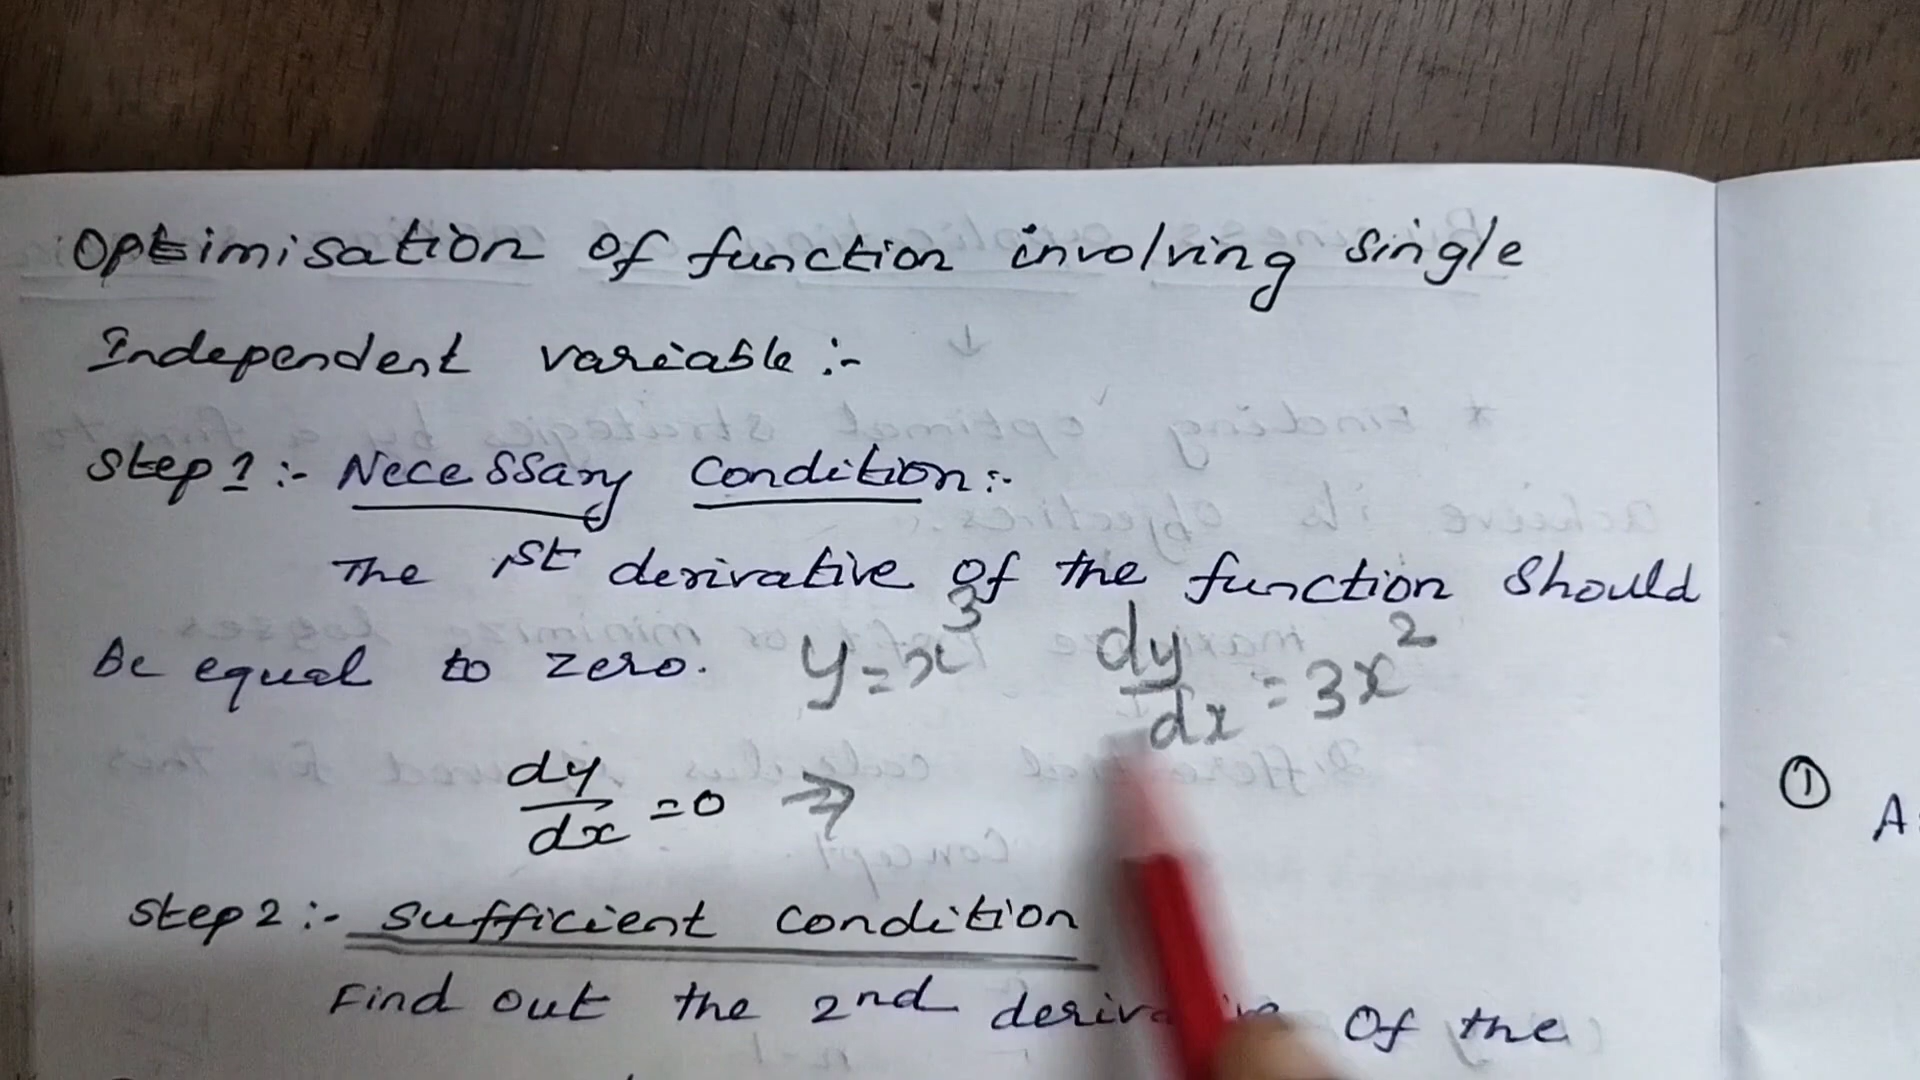 Optimisation of function involving single
Independent variable :-
Step 1 :- Necessary Condition :-
The 1st derivative of the function should
be equal to zero. y = x³ dy/dx = 3x²
dy/dx = 0 ⇒
Step 2 :- Sufficient condition
Find out the 2nd of the
①
A